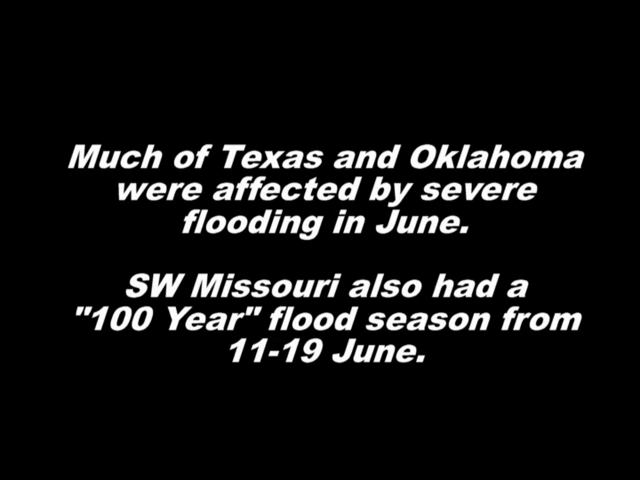 Much of Texas and Oklahoma
were affected by severe
flooding in June.
SW Missouri also had a
"100 Year" flood season from
11-19 June.